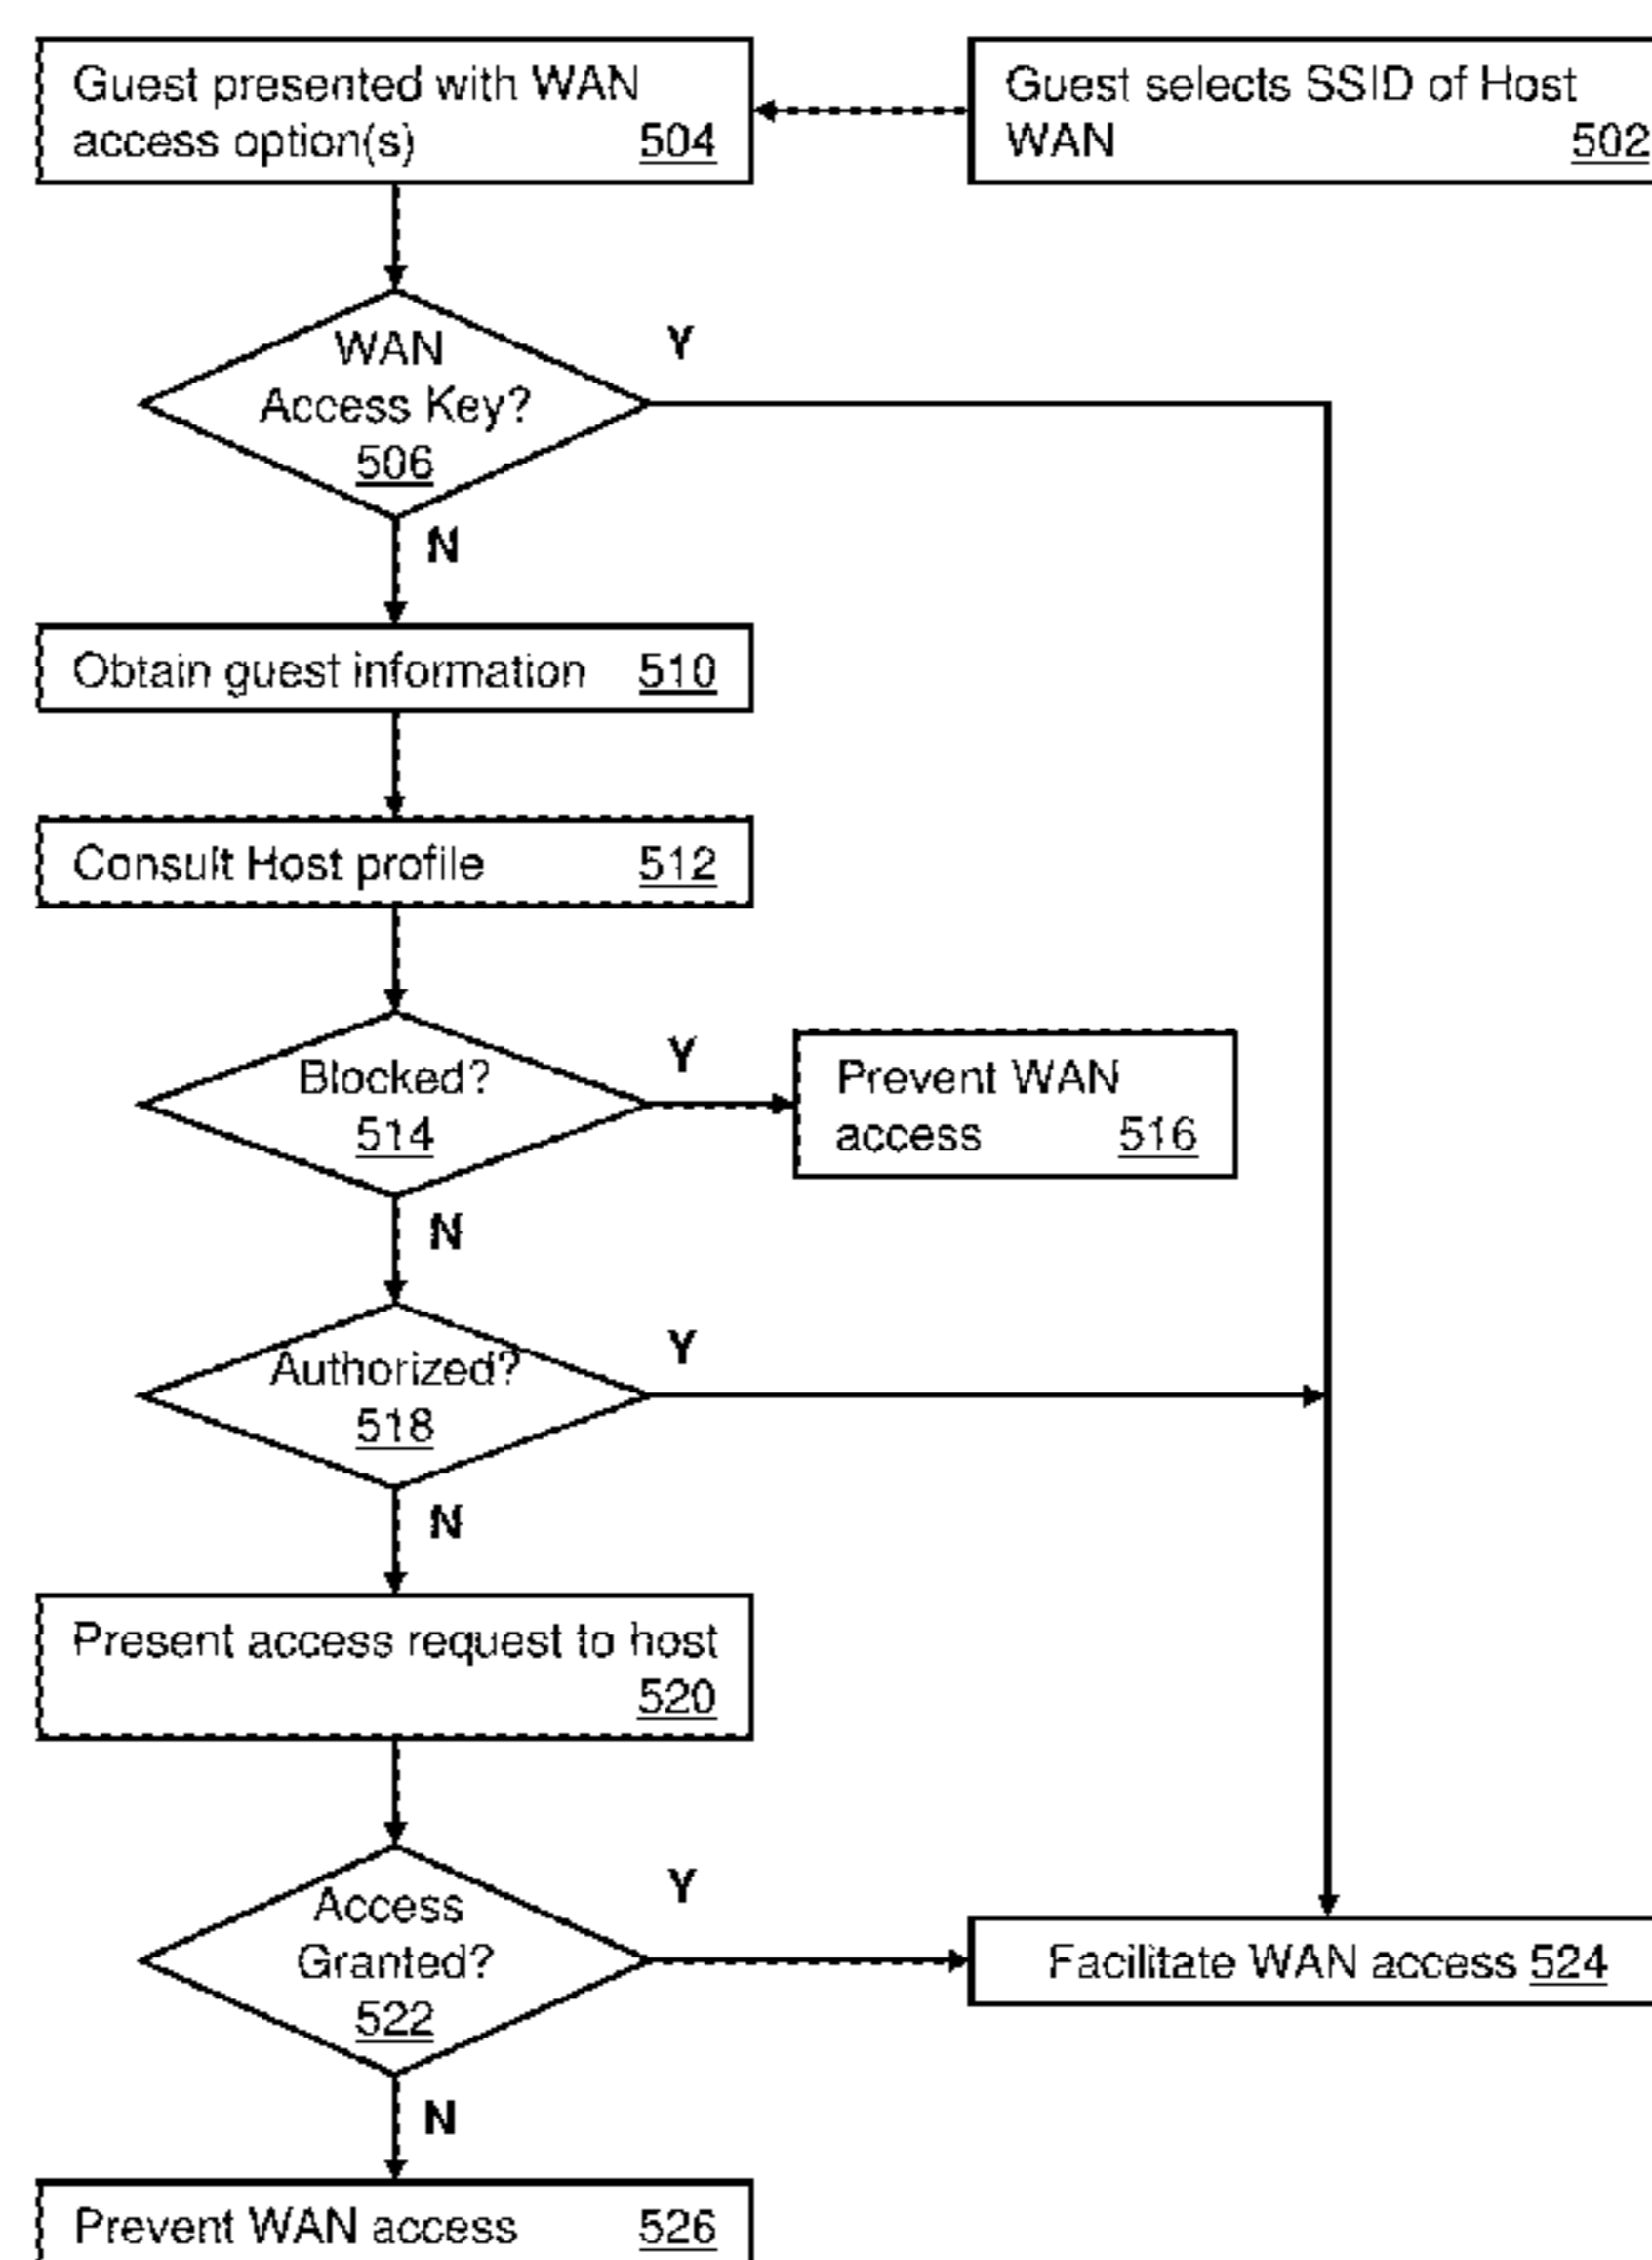 Guest presented with WAN
access option(s) 504
Guest selects SSID of Host
WAN 502
WAN
Access Key?
506
Y
N
Obtain guest information 510
Consult Host profile 512
Blocked?
514
Y
Prevent WAN
access 516
N
Authorized?
518
Y
N
Present access request to host
520
Access
Granted?
522
Y
Facilitate WAN access 524
N
Prevent WAN access 526